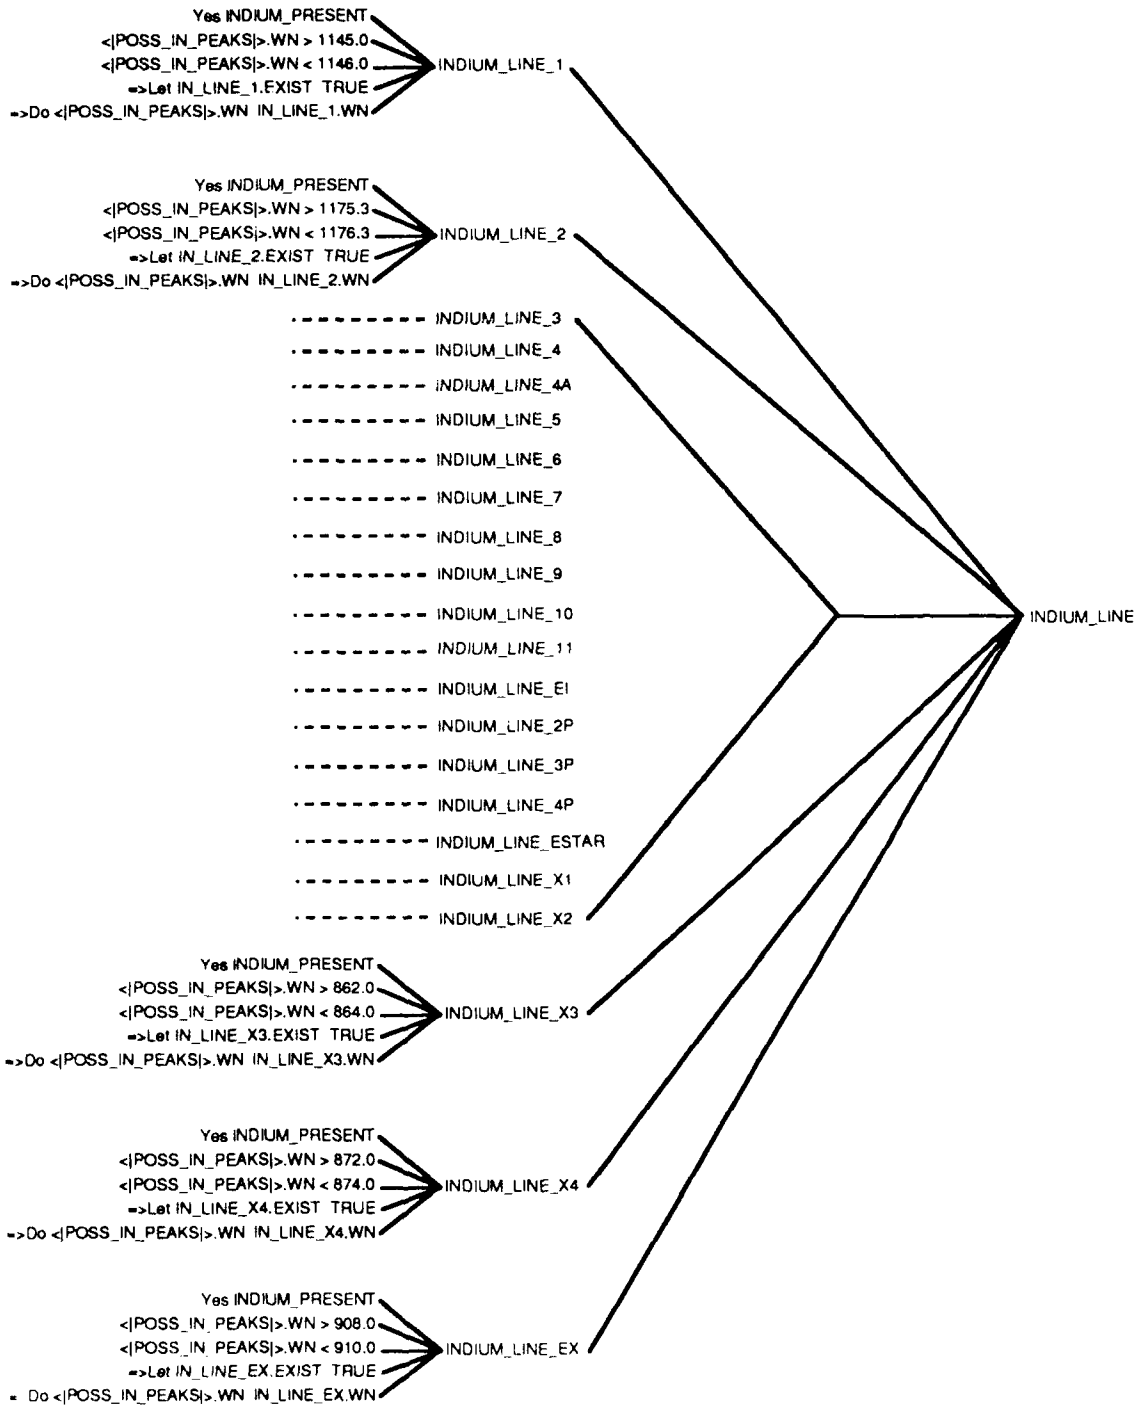 Yes INDIUM_PRESENT
<|POSS_IN_PEAKS|>.WN > 1145.0
<|POSS_IN_PEAKS|>.WN < 1146.0
INDIUM_LINE_1
=>Let IN_LINE_1.EXIST TRUE
=>Do <|POSS_IN_PEAKS|>.WN IN_LINE_1.WN
Yes INDIUM_PRESENT
<|POSS_IN_PEAKS|>.WN > 1175.3
<|POSS_IN_PEAKS|>.WN < 1176.3
INDIUM_LINE_2
=>Let IN_LINE_2.EXIST TRUE
=>Do <|POSS_IN_PEAKS|>.WN IN_LINE_2.WN
INDIUM_LINE_3
INDIUM_LINE_4
INDIUM_LINE_4A
INDIUM_LINE_5
INDIUM_LINE_6
INDIUM_LINE_7
INDIUM_LINE_8
INDIUM_LINE_9
INDIUM_LINE_10
INDIUM_LINE
INDIUM_LINE_11
INDIUM_LINE_EI
INDIUM_LINE_2P
INDIUM_LINE_3P
INDIUM_LINE_4P
INDIUM_LINE_ESTAR
INDIUM_LINE_X1
INDIUM_LINE_X2
Yes INDIUM_PRESENT
<|POSS_IN_PEAKS|>.WN > 862.0
<|POSS_IN_PEAKS|>.WN < 864.0
INDIUM_LINE_X3
=>Let IN_LINE_X3.EXIST TRUE
=>Do <|POSS_IN_PEAKS|>.WN IN_LINE_X3.WN
Yes INDIUM_PRESENT
<|POSS_IN_PEAKS|>.WN > 872.0
<|POSS_IN_PEAKS|>.WN < 874.0
INDIUM_LINE_X4
=>Let IN_LINE_X4.EXIST TRUE
=>Do <|POSS_IN_PEAKS|>.WN IN_LINE_X4.WN
Yes INDIUM_PRESENT
<|POSS_IN_PEAKS|>.WN > 908.0
<|POSS_IN_PEAKS|>.WN < 910.0
INDIUM_LINE_EX
=>Let IN_LINE_EX.EXIST TRUE
= Do <|POSS_IN_PEAKS|>.WN IN_LINE_EX.WN